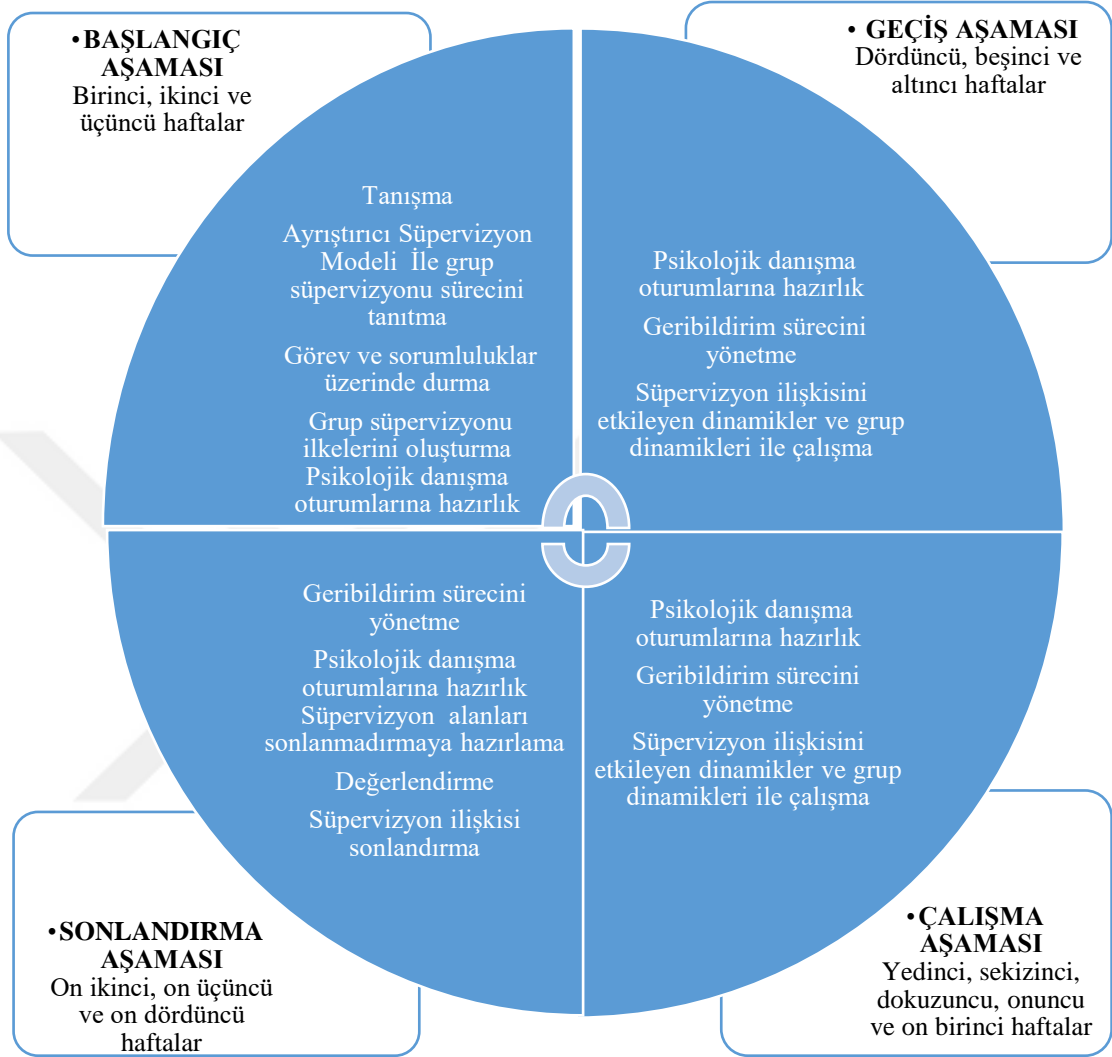 •BAŞLANGIÇ
AŞAMASI
Birinci, ikinci ve
üçüncü haftalar
• GEÇİŞ AŞAMASI
Dördüncü, beşinci ve
altıncı haftalar
Tanışma
Ayrıştırıcı Süpervizyon
Modeli İle grup
süpervizyonu sürecini
tanıtma
Görev ve sorumluluklar
üzerinde durma
Grup süpervizyonu
ilkelerini oluşturma
Psikolojik danışma
oturumlarına hazırlık
Psikolojik danışma
oturumlarına hazırlık
Geribildirim sürecini
yönetme
Süpervizyon ilişkisini
etkileyen dinamikler ve grup
dinamikleri ile çalışma
Geribildirim sürecini
yönetme
Psikolojik danışma
oturumlarına hazırlık
Süpervizyon alanları
sonlanmadırmaya hazırlama
Değerlendirme
Süpervizyon ilişkisi
sonlandırma
Psikolojik danışma
oturumlarına hazırlık
Geribildirim sürecini
yönetme
Süpervizyon ilişkisini
etkileyen dinamikler ve grup
dinamikleri ile çalışma
•SONLANDIRMA
AŞAMASI
On ikinci, on üçüncü
ve on dördüncü
haftalar
•ÇALIŞMA
AŞAMASI
Yedinci, sekizinci,
dokuzuncu, onuncu
ve on birinci haftalar